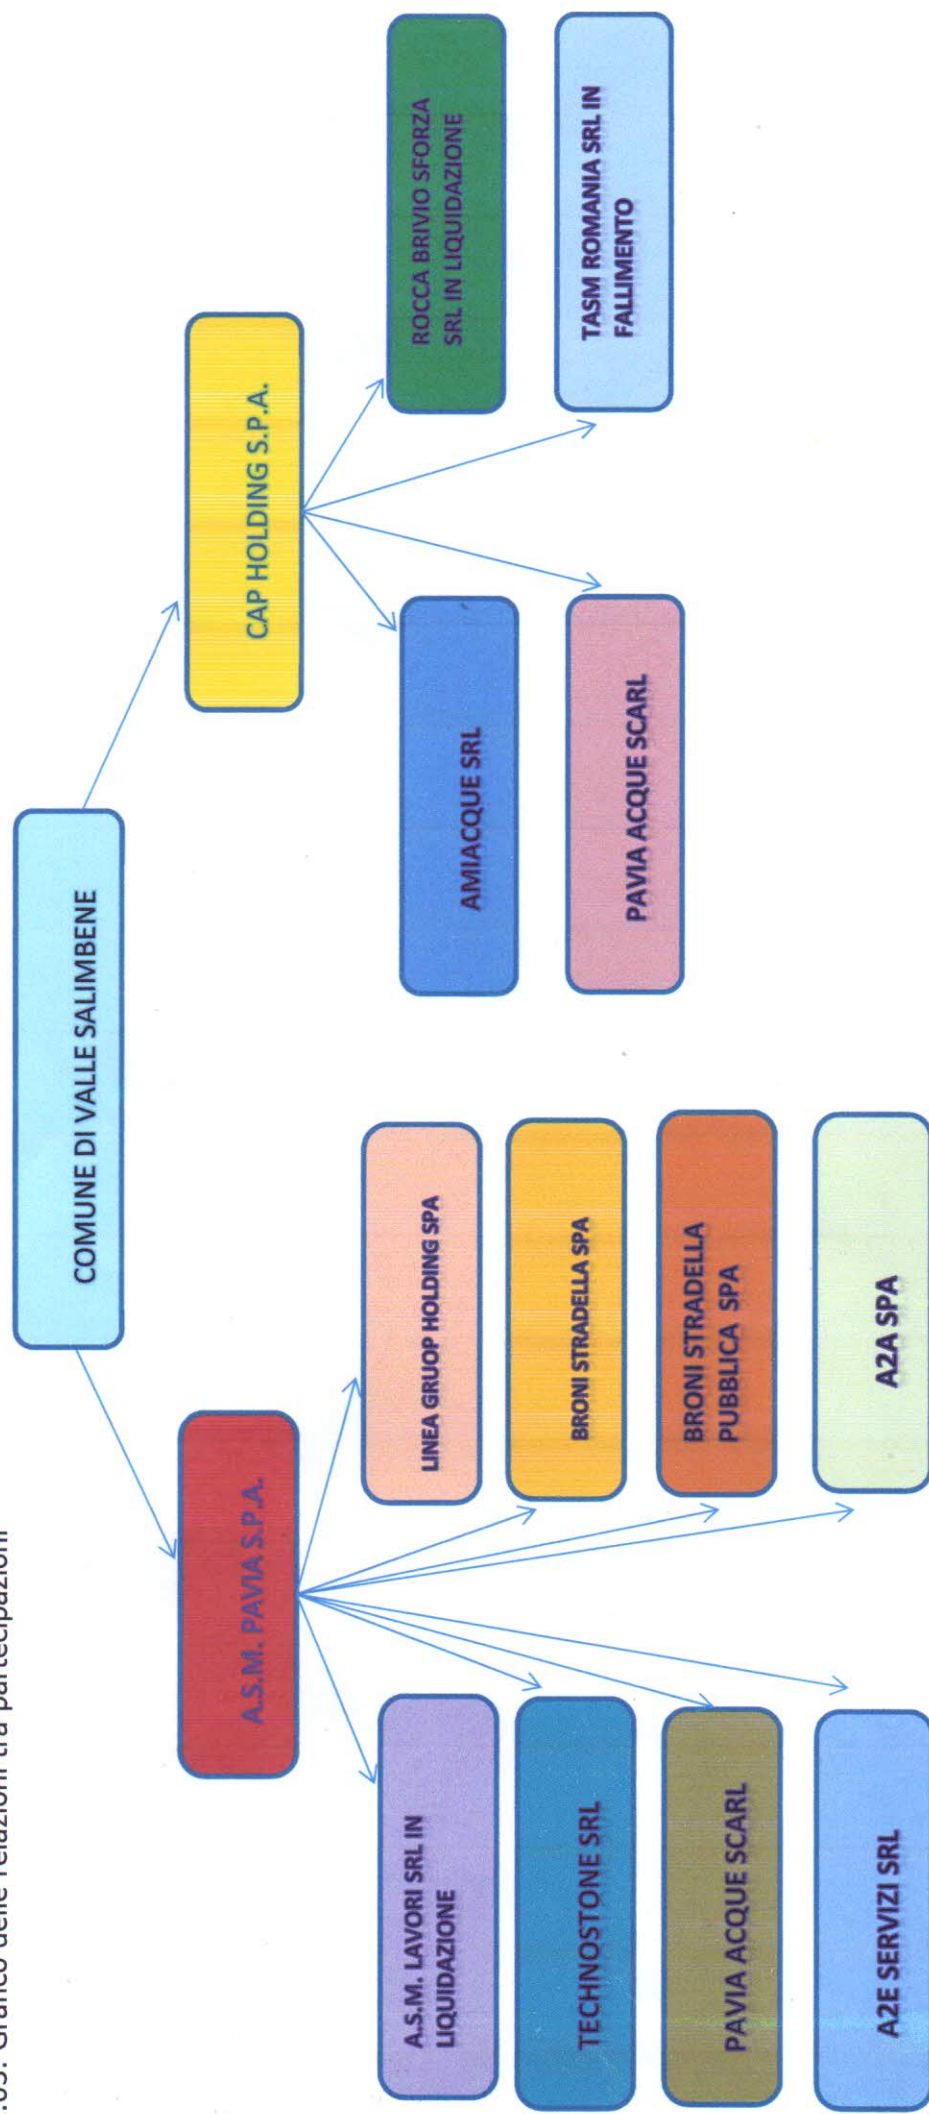 .03. Grafico delle relazioni tra partecipazioni
COMUNE DI VALLE SALIMBENE
A.S.M. PAVIA S.P.A.
CAP HOLDING S.P.A.
A.S.M. LAVORI SRL IN
LIQUIDAZIONE
TECHNOSTONE SRL
PAVIA ACQUE SCARL
A2E SERVIZI SRL
LINEA GRUOP HOLDING SPA
BRONI STRADELLA SPA
BRONI STRADELLA
PUBBLICA SPA
A2A SPA
AMIACQUE SRL
PAVIA ACQUE SCARL
ROCCA BRIVIO SFORZA
SRL IN LIQUIDAZIONE
TASM ROMANIA SRL IN
FALLIMENTO